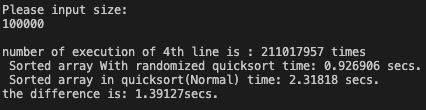 Please input size:
100000
number of execution of 4th line is : 211017957 times
Sorted array With randomized quicksort time: 0.926906 secs.
Sorted array in quicksort(Normal) time: 2.31818 secs.
the difference is: 1.39127secs.